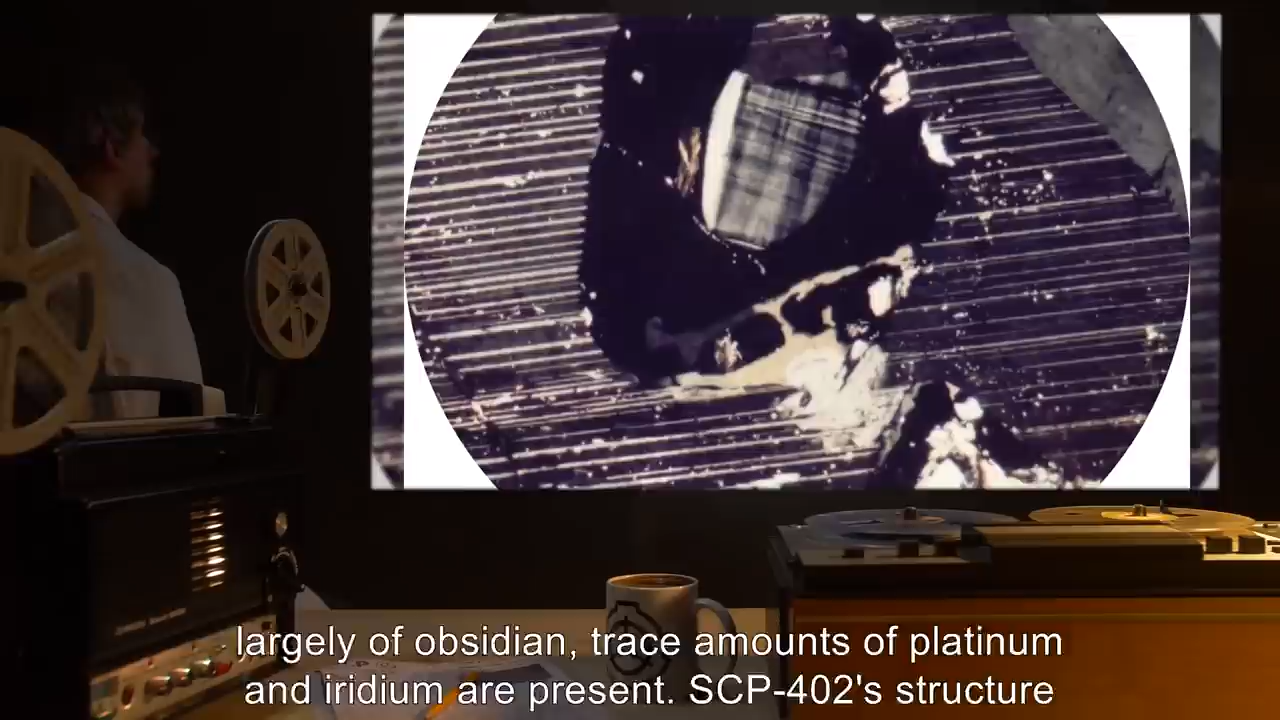 largely of obsidian, trace amounts of platinum
and iridium are present. SCP-402's structure